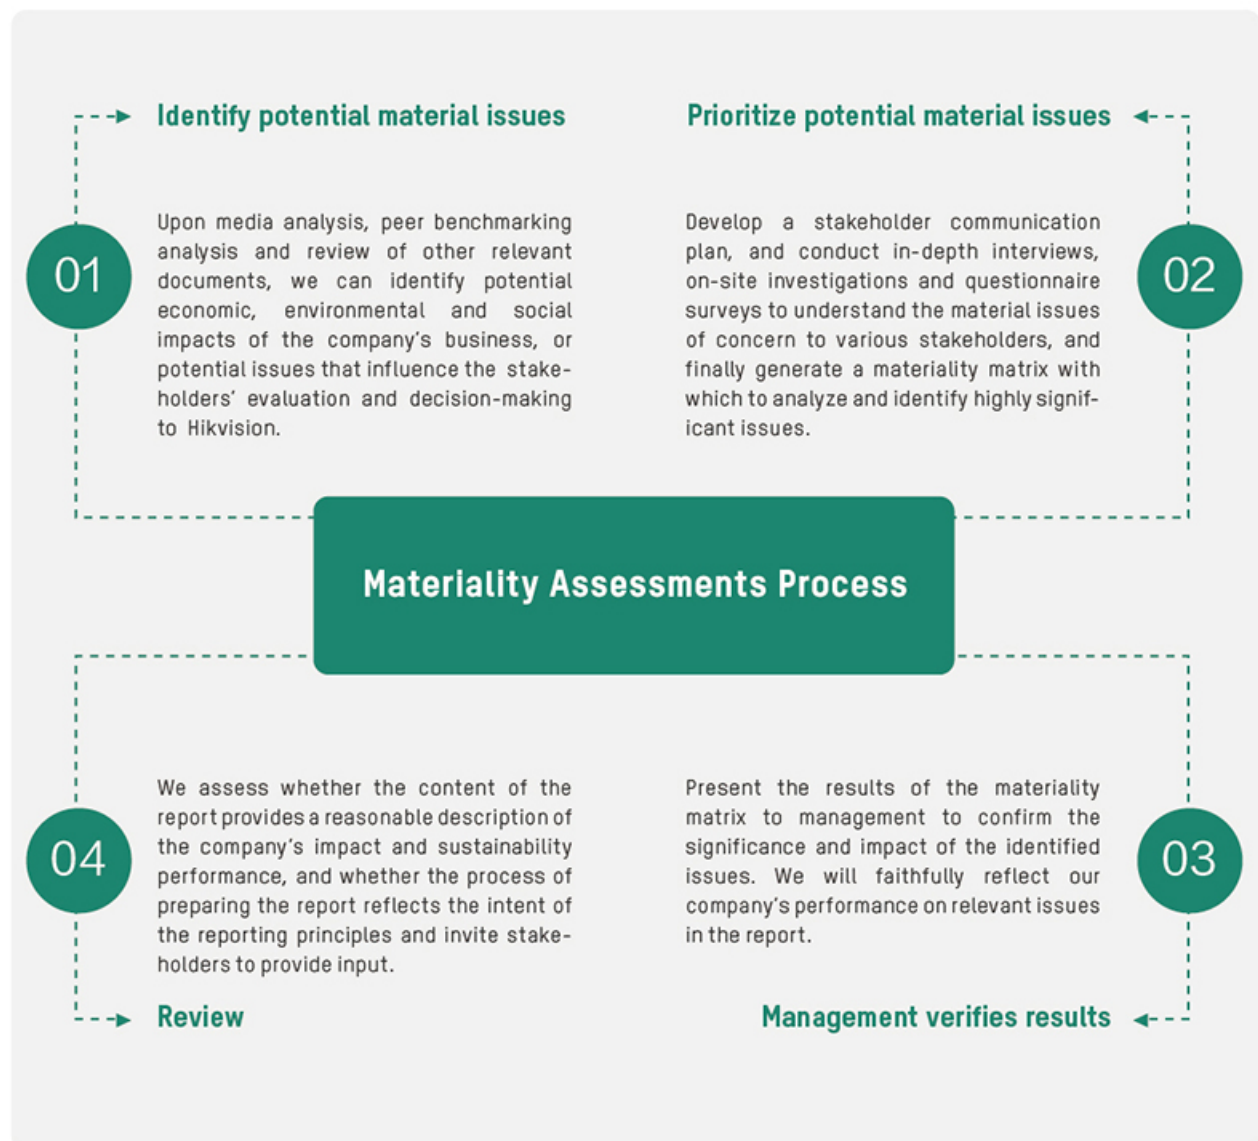 Identify potential material issues
01
Upon media analysis, peer benchmarking
analysis and review of other relevant
documents, we can identify potential
economic, environmental and social
impacts of the company's business, or
potential issues that influence the stake-
holders' evaluation and decision-making
to Hikvision.
Prioritize potential material issues
02
Develop a stakeholder communication
plan, and conduct in-depth interviews,
on-site investigations and questionnaire
surveys to understand the material issues
of concern to various stakeholders, and
finally generate a materiality matrix with
which to analyze and identify highly signif-
icant issues.
Materiality Assessments Process
03
Present the results of the materiality
matrix to management to confirm the
significance and impact of the identified
issues. We will faithfully reflect our
company's performance on relevant issues
in the report.
Management verifies results
04
We assess whether the content of the
report provides a reasonable description of
the company's impact and sustainability
performance, and whether the process of
preparing the report reflects the intent of
the reporting principles and invite stake-
holders to provide input.
Review